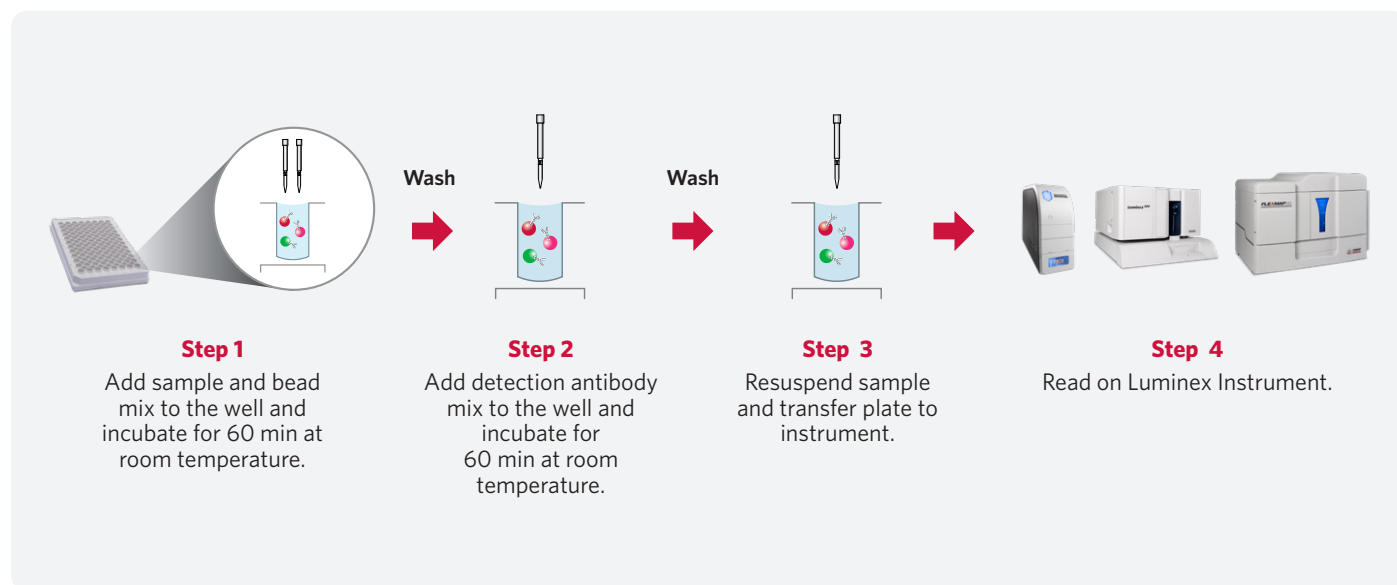 Wash
Wash
Step 1
Add sample and bead
mix to the well and
incubate for 60 min at
room temperature.
Step 2
Add detection antibody
mix to the well and
incubate for
60 min at room
temperature.
Step 3
Resuspend sample
and transfer plate to
instrument.
Step 4
Read on Luminex Instrument.